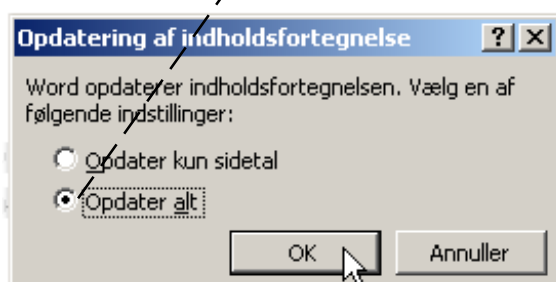 Opdatering af indholdsfortegnelse
Word opdaterer indholdsfortegnelsen. Vælg en af
følgende indstillinger:
Opdater kun sidetal
Opdater alt
OK
Annuller